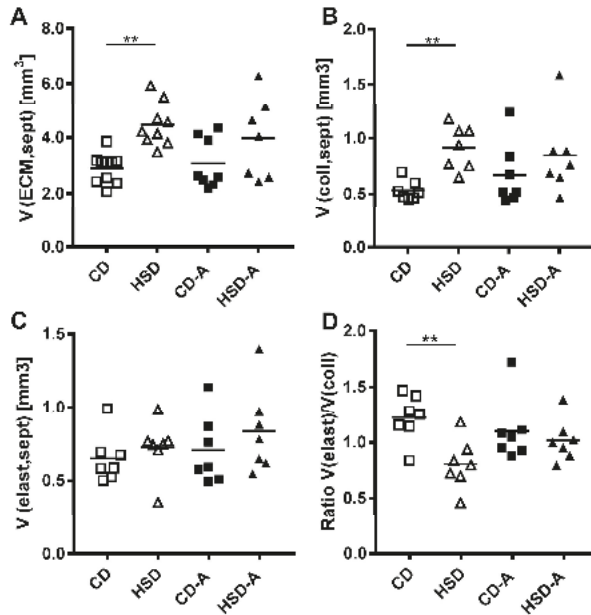 A
V (ECM,sept) [mm³]
**
6.0
4.0
2.0
0.0
CD
HSD
CD-A
HSD-A
B
V (coll,sept) [mm3]
**
2.0
1.5
1.0
0.5
0.0
CD
HSD
CD-A
HSD-A
C
V (elast,sept) [mm3]
1.5
1.0
0.5
0.0
CD
HSD
CD-A
HSD-A
D
Ratio V(elast)/V(coll)
**
2.0
1.5
1.0
0.5
0.0
CD
HSD
CD-A
HSD-A